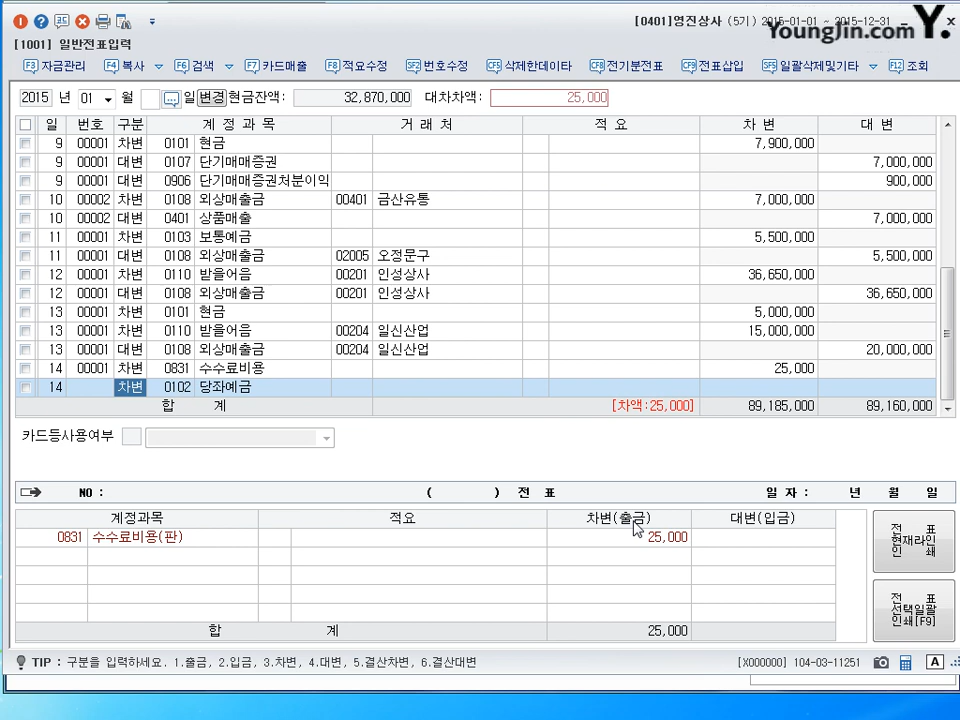 [0401]영진상사 (5기) 2015-01-01 ~ 2015-12-31
YoungJin.com Y.
[1001] 일반전표입력
F3 자금관리 F4 복사 F6 검색 F7 카드매출 F8 적요수정 SF2 번호수정 CF5 삭제한데이타 CF8 전기분전표 CF9 전표삽입 SF5 일괄삭제및기타 F12 조회
2015 년 01 월 일 변경 현금잔액: 32,870,000 대차차액: 25,000
일 번호 구분 계 정 과 목 거 래 처 적 요 차 변 대 변
9 00001 차변 0101 현금 7,900,000
9 00001 대변 0107 단기매매증권 7,000,000
9 00001 대변 0906 단기매매증권처분이익 900,000
10 00002 차변 0108 외상매출금 00401 금산유통 7,000,000
10 00002 대변 0401 상품매출 7,000,000
11 00001 차변 0103 보통예금 5,500,000
11 00001 대변 0108 외상매출금 02005 오정문구 5,500,000
12 00001 차변 0110 받을어음 00201 인성상사 36,650,000
12 00001 대변 0108 외상매출금 00201 인성상사 36,650,000
13 00001 차변 0101 현금 5,000,000
13 00001 차변 0110 받을어음 00204 일신산업 15,000,000
13 00001 대변 0108 외상매출금 00204 일신산업 20,000,000
14 00001 차변 0831 수수료비용 25,000
14 차변 0102 당좌예금
합 계 [차액:25,000] 89,185,000 89,160,000
카드등사용여부
NO : ( ) 전 표 일 자 : 년 월 일
계정과목 적요 차변(출금) 대변(입금)
0831 수수료비용(판) 25,000
합 계 25,000
전 표
현재라인
인 쇄
전 표
선택일괄
인쇄[F9]
TIP : 구분을 입력하세요. 1.출금, 2.입금, 3.차변, 4.대변, 5.결산차변, 6.결산대변 [X000000] 104-03-11251 A